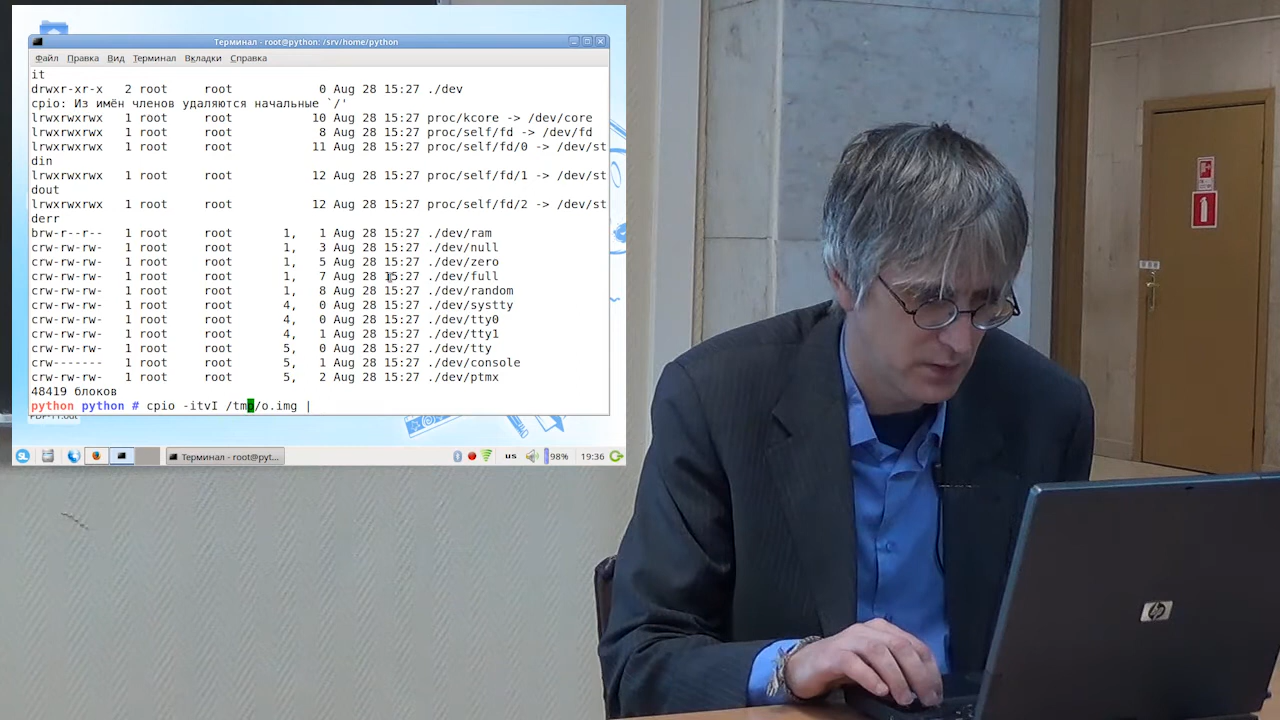 Терминал - root@python: /srv/home/python
Файл Правка Вид Терминал Вкладки Справка
it
drwxr-xr-x 2 root root 0 Aug 28 15:27 ./dev
cpio: Из имён членов удаляются начальные `/'
lrwxrwxrwx 1 root root 10 Aug 28 15:27 proc/kcore -> /dev/core
lrwxrwxrwx 1 root root 8 Aug 28 15:27 proc/self/fd -> /dev/fd
lrwxrwxrwx 1 root root 11 Aug 28 15:27 proc/self/fd/0 -> /dev/st
din
lrwxrwxrwx 1 root root 12 Aug 28 15:27 proc/self/fd/1 -> /dev/st
dout
lrwxrwxrwx 1 root root 12 Aug 28 15:27 proc/self/fd/2 -> /dev/st
derr
brw-r--r-- 1 root root 1, 1 Aug 28 15:27 ./dev/ram
crw-rw-rw- 1 root root 1, 3 Aug 28 15:27 ./dev/null
crw-rw-rw- 1 root root 1, 5 Aug 28 15:27 ./dev/zero
crw-rw-rw- 1 root root 1, 7 Aug 28 15:27 ./dev/full
crw-rw-rw- 1 root root 1, 8 Aug 28 15:27 ./dev/random
crw-rw-rw- 1 root root 4, 0 Aug 28 15:27 ./dev/systty
crw-rw-rw- 1 root root 4, 0 Aug 28 15:27 ./dev/tty0
crw-rw-rw- 1 root root 4, 1 Aug 28 15:27 ./dev/tty1
crw-rw-rw- 1 root root 5, 0 Aug 28 15:27 ./dev/tty
crw------- 1 root root 5, 1 Aug 28 15:27 ./dev/console
crw-rw-rw- 1 root root 5, 2 Aug 28 15:27 ./dev/ptmx
48419 блоков
python python # cpio -itvI /tmp/o.img |
Терминал - root@pyt...
us
98%
19:36
hp